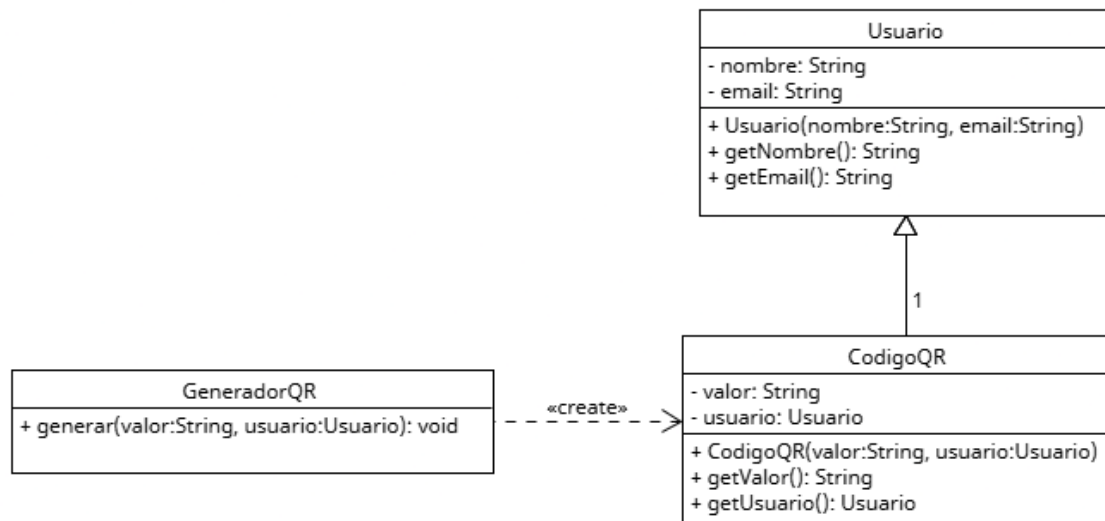 Usuario
- nombre: String
- email: String
+ Usuario(nombre:String, email:String)
+ getNombre(): String
+ getEmail(): String
1
GeneradorQR
+ generar(valor:String, usuario:Usuario): void
«create»
CodigoQR
- valor: String
- usuario: Usuario
+ CodigoQR(valor:String, usuario:Usuario)
+ getValor(): String
+ getUsuario(): Usuario